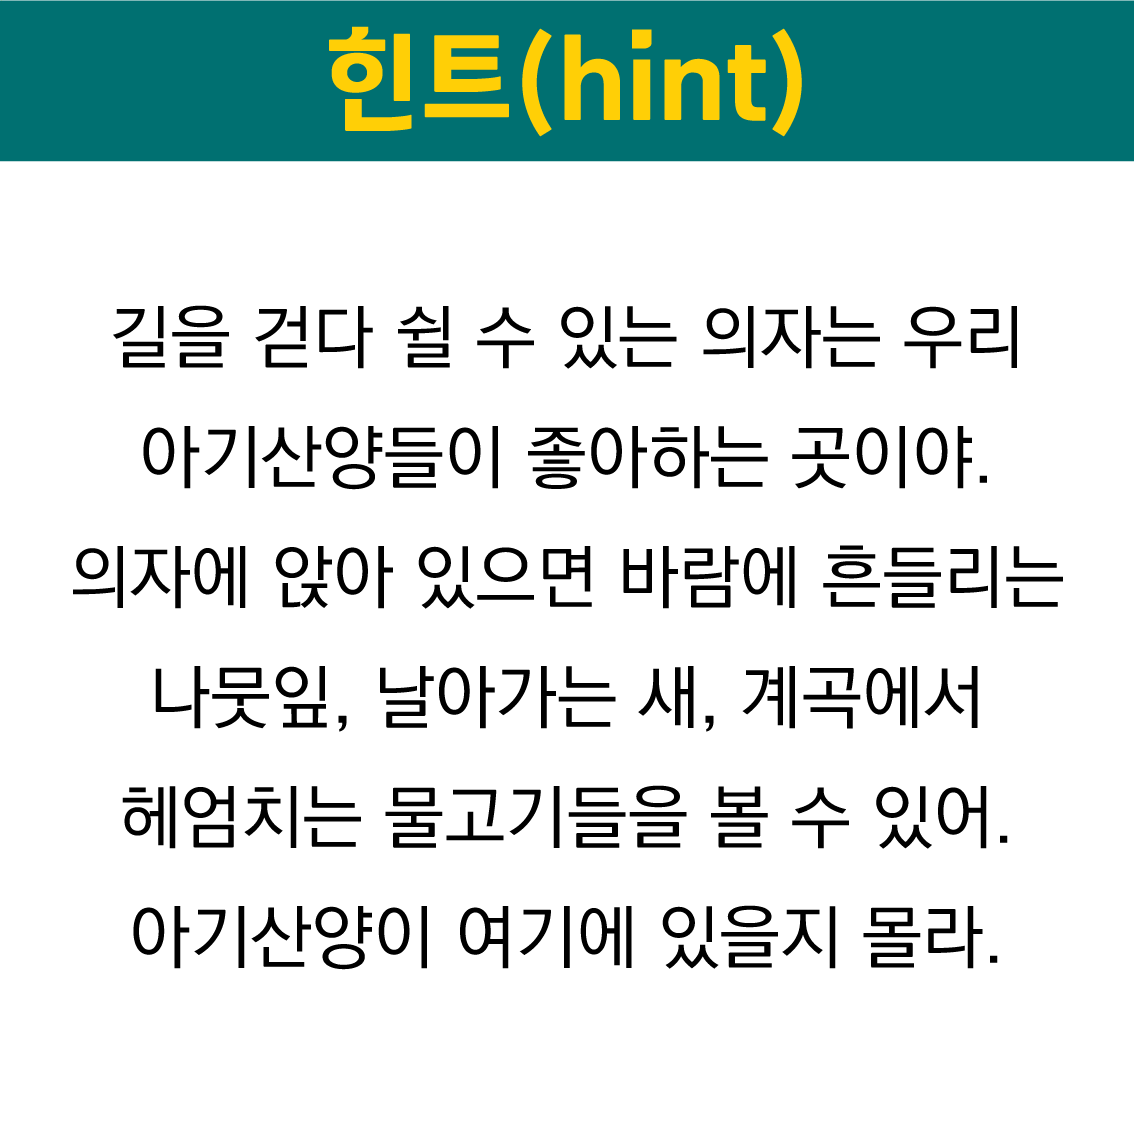 힌트(hint)
길을 걷다 쉴 수 있는 의자는 우리
아기산양들이 좋아하는 곳이야.
의자에 앉아 있으면 바람에 흔들리는
나뭇잎, 날아가는 새, 계곡에서
헤엄치는 물고기들을 볼 수 있어.
아기산양이 여기에 있을지 몰라.